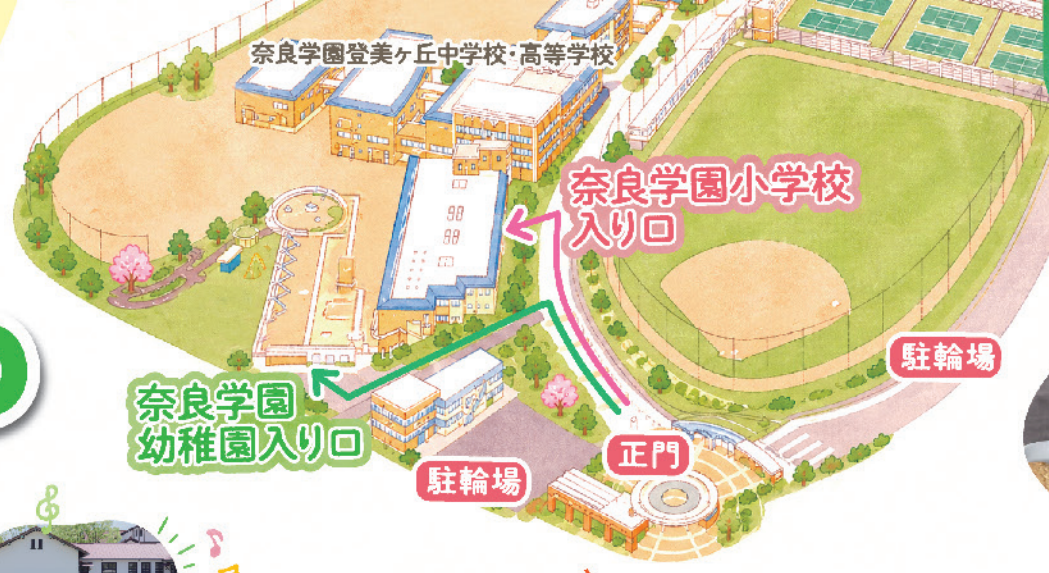 奈良学園登美ヶ丘中学校・高等学校
奈良学園小学校
入り口
駐輪場
奈良学園
幼稚園入り口
正門
駐輪場